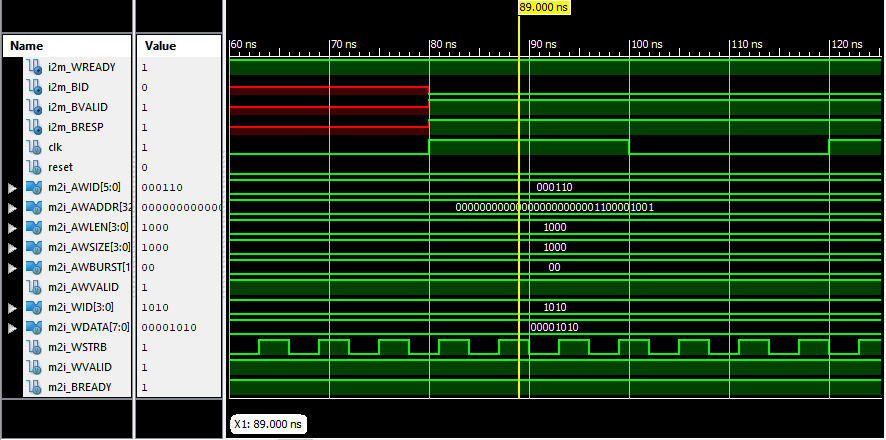 89.000 ns
Name Value 60 ns 70 ns 80 ns 90 ns 100 ns 110 ns 120 ns
i2m_WREADY 1
i2m_BID 0
i2m_BVALID 1
i2m_BRESP 1
clk 1
reset 0
m2i_AWID[5:0] 000110 000110
m2i_AWADDR[32 000000000000
m2i_AWLEN[3:0] 1000 1000
m2i_AWSIZE[3:0] 1000 1000
m2i_AWBURST[1 00 00
m2i_AWVALID 1
m2i_WID[3:0] 1010 1010
m2i_WDATA[7:0] 00001010 00001010
m2i_WSTRB 1
m2i_WVALID 1
m2i_BREADY 1
X1: 89.000 ns